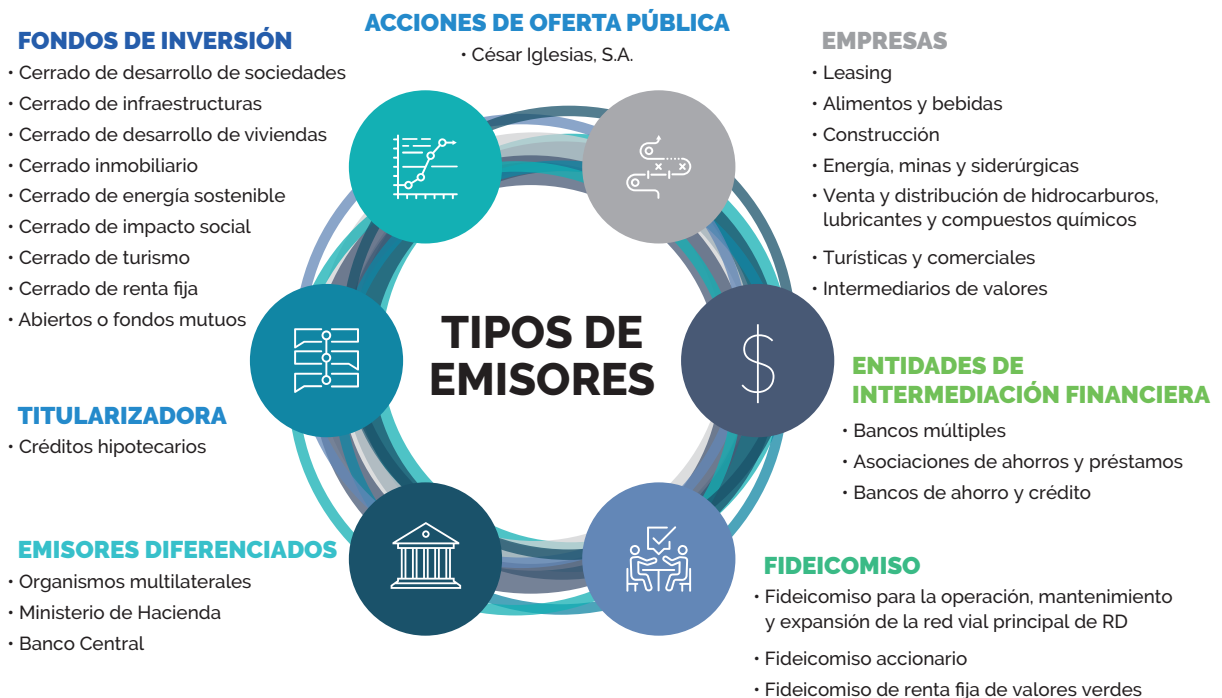 ACCIONES DE OFERTA PÚBLICA
• César Iglesias, S.A.
FONDOS DE INVERSIÓN
• Cerrado de desarrollo de sociedades
• Cerrado de infraestructuras
• Cerrado de desarrollo de viviendas
• Cerrado inmobiliario
• Cerrado de energía sostenible
• Cerrado de impacto social
• Cerrado de turismo
• Cerrado de renta fija
• Abiertos o fondos mutuos
EMPRESAS
• Leasing
• Alimentos y bebidas
• Construcción
• Energía, minas y siderúrgicas
• Venta y distribución de hidrocarburos,
lubricantes y compuestos químicos
• Turísticas y comerciales
• Intermediarios de valores
TIPOS DE
EMISORES
$
TITULARIZADORA
• Créditos hipotecarios
ENTIDADES DE
INTERMEDIACIÓN FINANCIERA
• Bancos múltiples
• Asociaciones de ahorros y préstamos
• Bancos de ahorro y crédito
EMISORES DIFERENCIADOS
• Organismos multilaterales
• Ministerio de Hacienda
• Banco Central
FIDEICOMISO
• Fideicomiso para la operación, mantenimiento
y expansión de la red vial principal de RD
• Fideicomiso accionario
• Fideicomiso de renta fija de valores verdes